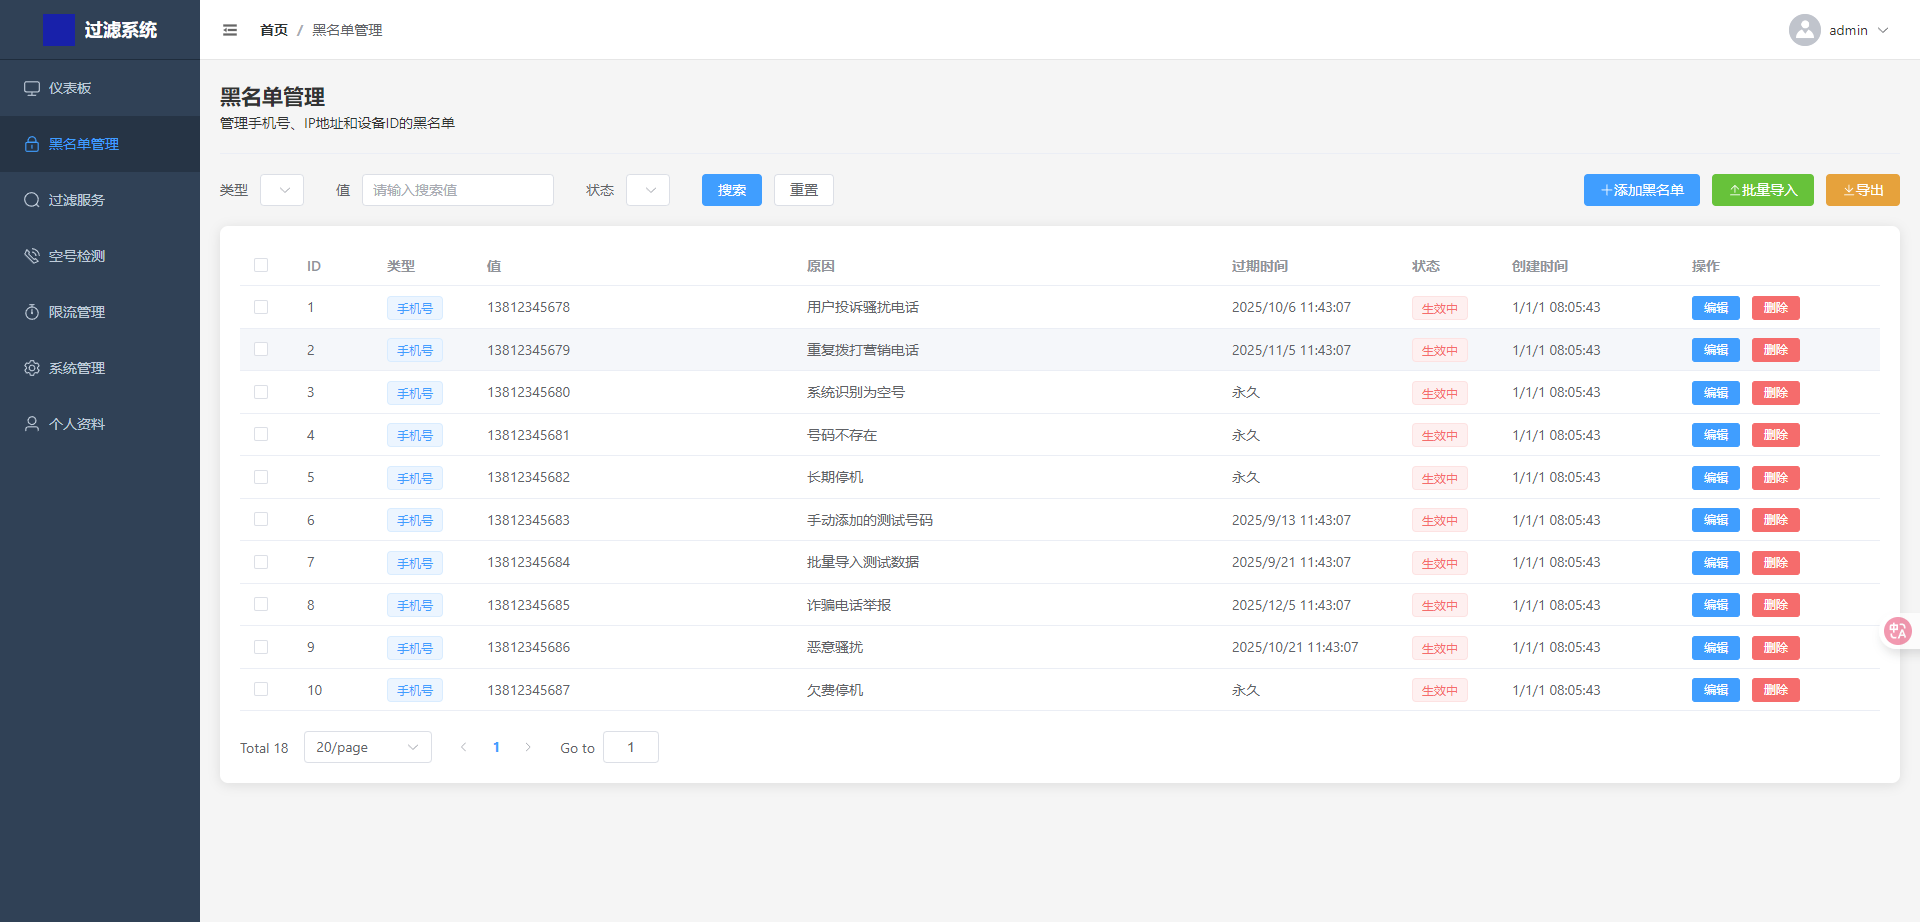 过滤系统
首页 / 黑名单管理
admin
仪表板
黑名单管理
过滤服务
空号检测
限流管理
系统管理
个人资料
黑名单管理
管理手机号、IP地址和设备ID的黑名单
类型 值 请输入搜索值 状态 搜索 重置 添加黑名单 批量导入 导出
ID 类型 值 原因 过期时间 状态 创建时间 操作
1 手机号 13812345678 用户投诉骚扰电话 2025/10/6 11:43:07 生效中 1/1/1 08:05:43 编辑 删除
2 手机号 13812345679 重复拨打营销电话 2025/11/5 11:43:07 生效中 1/1/1 08:05:43 编辑 删除
3 手机号 13812345680 系统识别为空号 永久 生效中 1/1/1 08:05:43 编辑 删除
4 手机号 13812345681 号码不存在 永久 生效中 1/1/1 08:05:43 编辑 删除
5 手机号 13812345682 长期停机 永久 生效中 1/1/1 08:05:43 编辑 删除
6 手机号 13812345683 手动添加的测试号码 2025/9/13 11:43:07 生效中 1/1/1 08:05:43 编辑 删除
7 手机号 13812345684 批量导入测试数据 2025/9/21 11:43:07 生效中 1/1/1 08:05:43 编辑 删除
8 手机号 13812345685 诈骗电话举报 2025/12/5 11:43:07 生效中 1/1/1 08:05:43 编辑 删除
9 手机号 13812345686 恶意骚扰 2025/10/21 11:43:07 生效中 1/1/1 08:05:43 编辑 删除
10 手机号 13812345687 欠费停机 永久 生效中 1/1/1 08:05:43 编辑 删除
Total 18 20/page 1 Go to 1